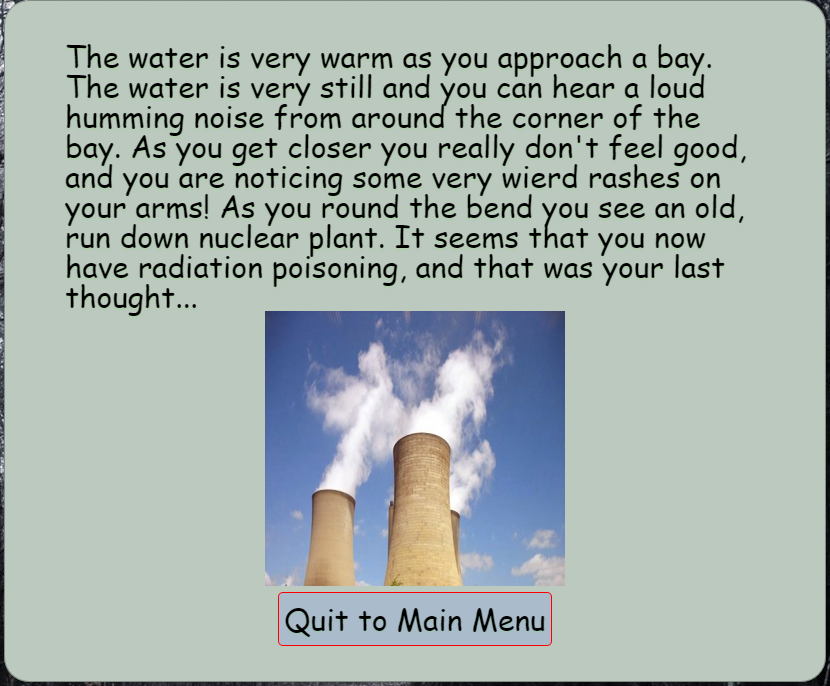 The water is very warm as you approach a bay.
The water is very still and you can hear a loud
humming noise from around the corner of the
bay. As you get closer you really don't feel good,
and you are noticing some very wierd rashes on
your arms! As you round the bend you see an old,
run down nuclear plant. It seems that you now
have radiation poisoning, and that was your last
thought...
Quit to Main Menu